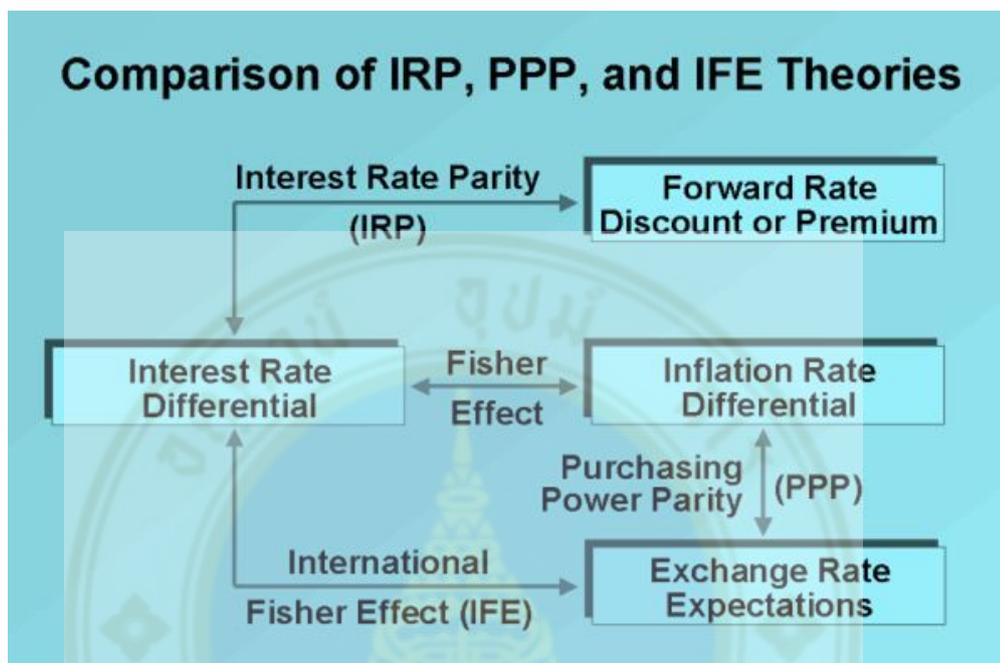 Comparison of IRP, PPP, and IFE Theories
Interest Rate Parity
(IRP)
Forward Rate
Discount or Premium
Interest Rate
Differential
Fisher
Effect
Inflation Rate
Differential
Purchasing
Power Parity
(PPP)
International
Fisher Effect (IFE)
Exchange Rate
Expectations